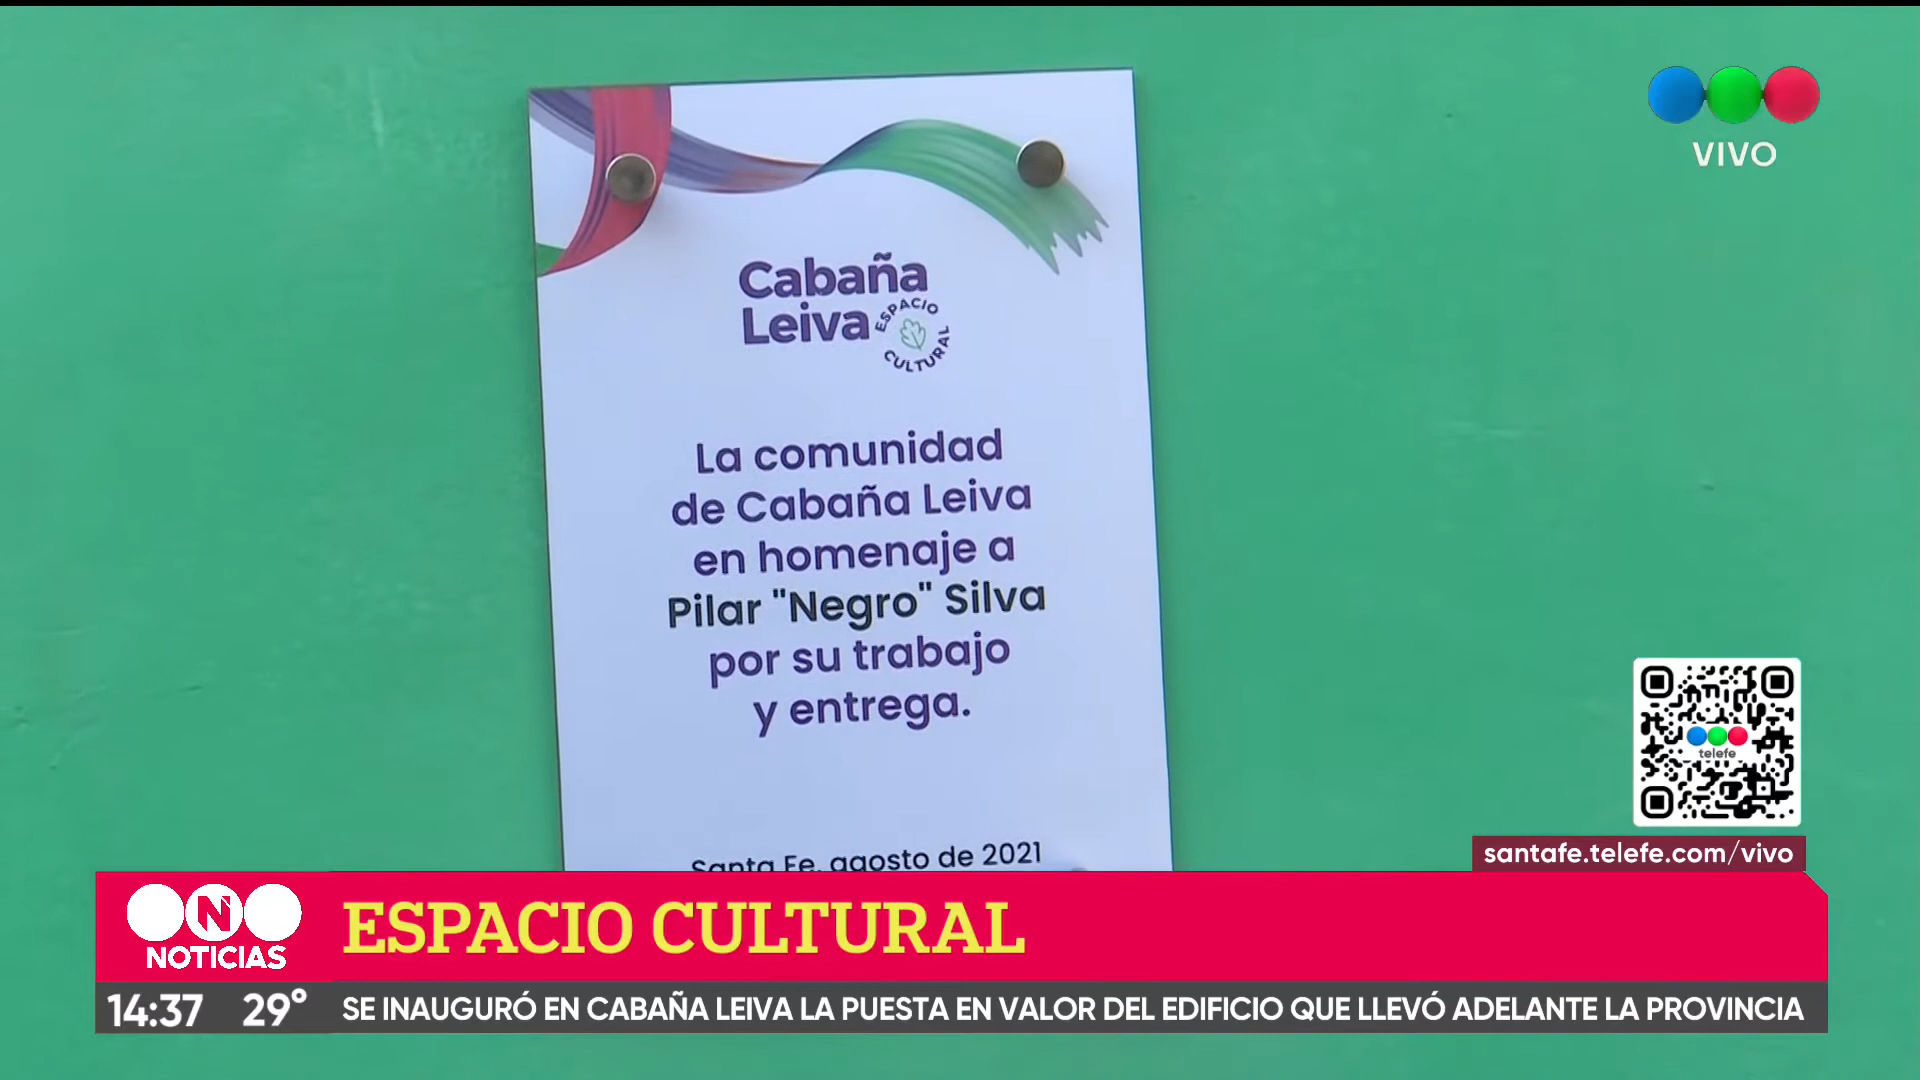 VIVO
Cabaña
Leiva
ESPACIO
CULTURAL
La comunidad
de Cabaña Leiva
en homenaje a
Pilar "Negro" Silva
por su trabajo
y entrega.
Santa Fe, agosto de 2021
telefe
santafe.telefe.com/vivo
N
NOTICIAS
ESPACIO CULTURAL
14:37 29° SE INAUGURÓ EN CABAÑA LEIVA LA PUESTA EN VALOR DEL EDIFICIO QUE LLEVÓ ADELANTE LA PROVINCIA